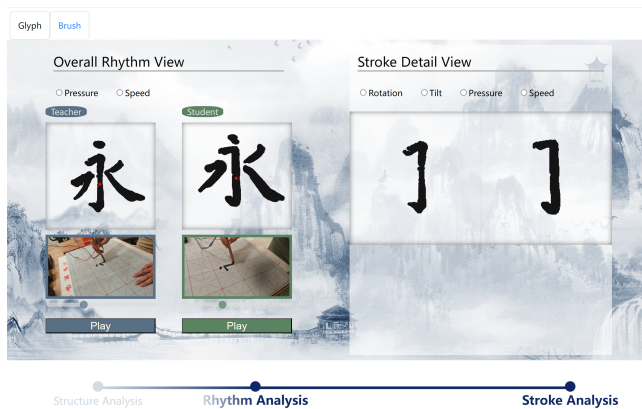 Glyph
Brush
Overall Rhythm View
Pressure
Speed
Teacher
Student
永
永
Play
Play
Stroke Detail View
Rotation
Tilt
Pressure
Speed
Structure Analysis
Rhythm Analysis
Stroke Analysis